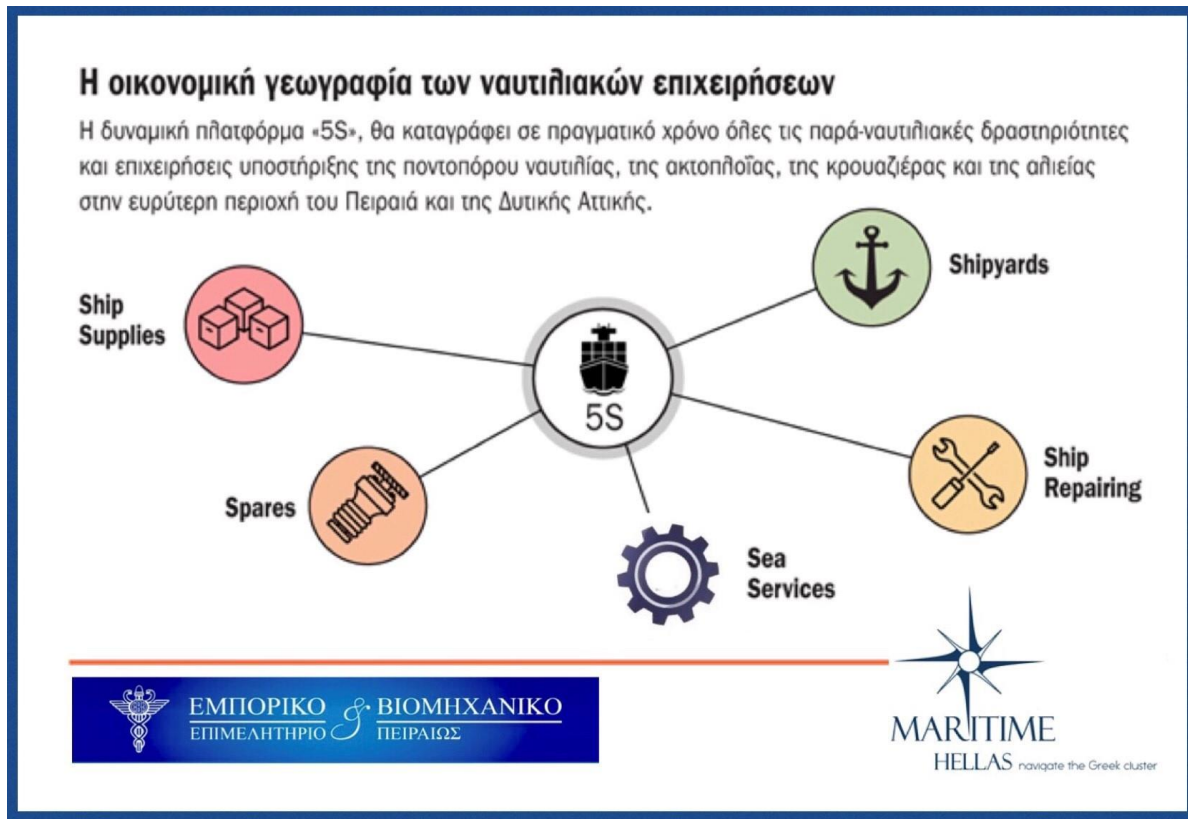 Η οικονομική γεωγραφία των ναυτιλιακών επιχειρήσεων
Η δυναμική πλατφόρμα «5S», θα καταγράφει σε πραγματικό χρόνο όλες τις παρά-ναυτιλιακές δραστηριότητες
και επιχειρήσεις υποστήριξης της ποντοπόρου ναυτιλίας, της ακτοπλοΐας, της κρουαζιέρας και της αλιείας
στην ευρύτερη περιοχή του Πειραιά και της Δυτικής Αττικής.
Ship
Supplies
Shipyards
5S
Spares
Ship
Repairing
Sea
Services
ΕΜΠΟΡΙΚΟ & ΒΙΟΜΗΧΑΝΙΚΟ
ΕΠΙΜΕΛΗΤΗΡΙΟ ΠΕΙΡΑΙΩΣ
MARITIME
HELLAS navigate the Greek cluster